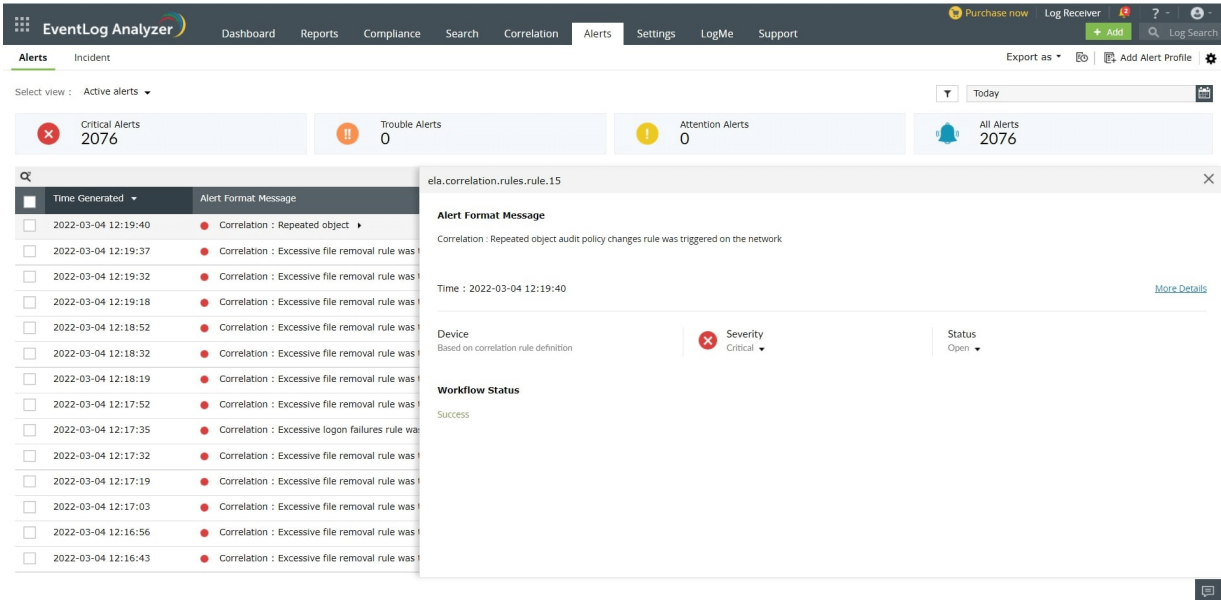 Purchase now Log Receiver 2 ?
EventLog Analyzer Dashboard Reports Compliance Search Correlation Alerts Settings LogMe Support + Add Log Search
Alerts Incident Export as Add Alert Profile
Select view : Active alerts Today
Critical Alerts
2076
Trouble Alerts
0
Attention Alerts
0
All Alerts
2076
Time Generated Alert Format Message
2022-03-04 12:19:40 Correlation : Repeated object
2022-03-04 12:19:37 Correlation : Excessive file removal rule was
2022-03-04 12:19:32 Correlation : Excessive file removal rule was
2022-03-04 12:19:18 Correlation : Excessive file removal rule was
2022-03-04 12:18:52 Correlation : Excessive file removal rule was
2022-03-04 12:18:32 Correlation : Excessive file removal rule was
2022-03-04 12:18:19 Correlation : Excessive file removal rule was
2022-03-04 12:17:52 Correlation : Excessive file removal rule was
2022-03-04 12:17:35 Correlation : Excessive logon failures rule was
2022-03-04 12:17:32 Correlation : Excessive file removal rule was
2022-03-04 12:17:19 Correlation : Excessive file removal rule was
2022-03-04 12:17:03 Correlation : Excessive file removal rule was
2022-03-04 12:16:56 Correlation : Excessive file removal rule was
2022-03-04 12:16:43 Correlation : Excessive file removal rule was
ela.correlation.rules.rule.15
Alert Format Message
Correlation : Repeated object audit policy changes rule was triggered on the network
Time : 2022-03-04 12:19:40 More Details
Device
Based on correlation rule definition
Severity
Critical
Status
Open
Workflow Status
Success